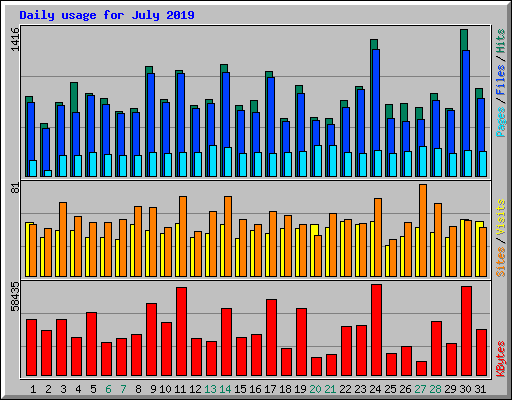 Daily usage for July 2019
1416
Pages / Files / Hits
81
Sites / Visits
58435
KBytes
1 2 3 4 5 6 7 8 9 10 11 12 13 14 15 16 17 18 19 20 21 22 23 24 25 26 27 28 29 30 31